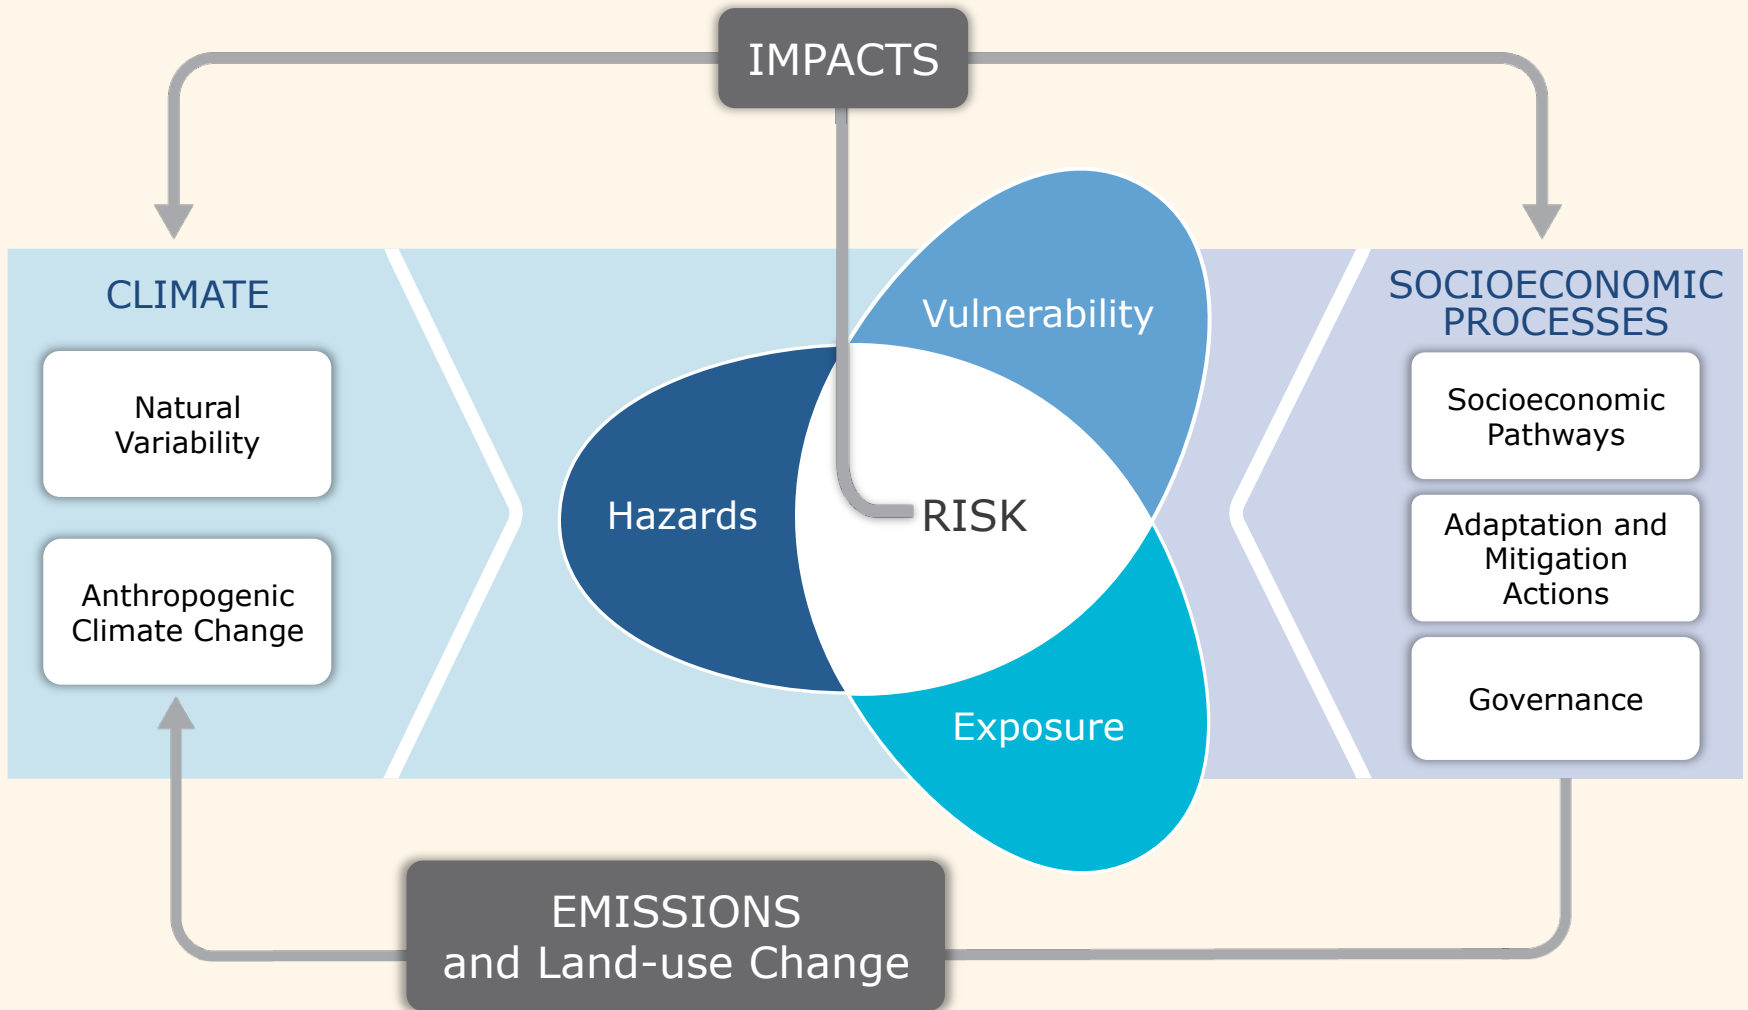 IMPACTS
CLIMATE
Natural
Variability
Anthropogenic
Climate Change
Vulnerability
Hazards
RISK
Exposure
SOCIOECONOMIC
PROCESSES
Socioeconomic
Pathways
Adaptation and
Mitigation
Actions
Governance
EMISSIONS
and Land-use Change